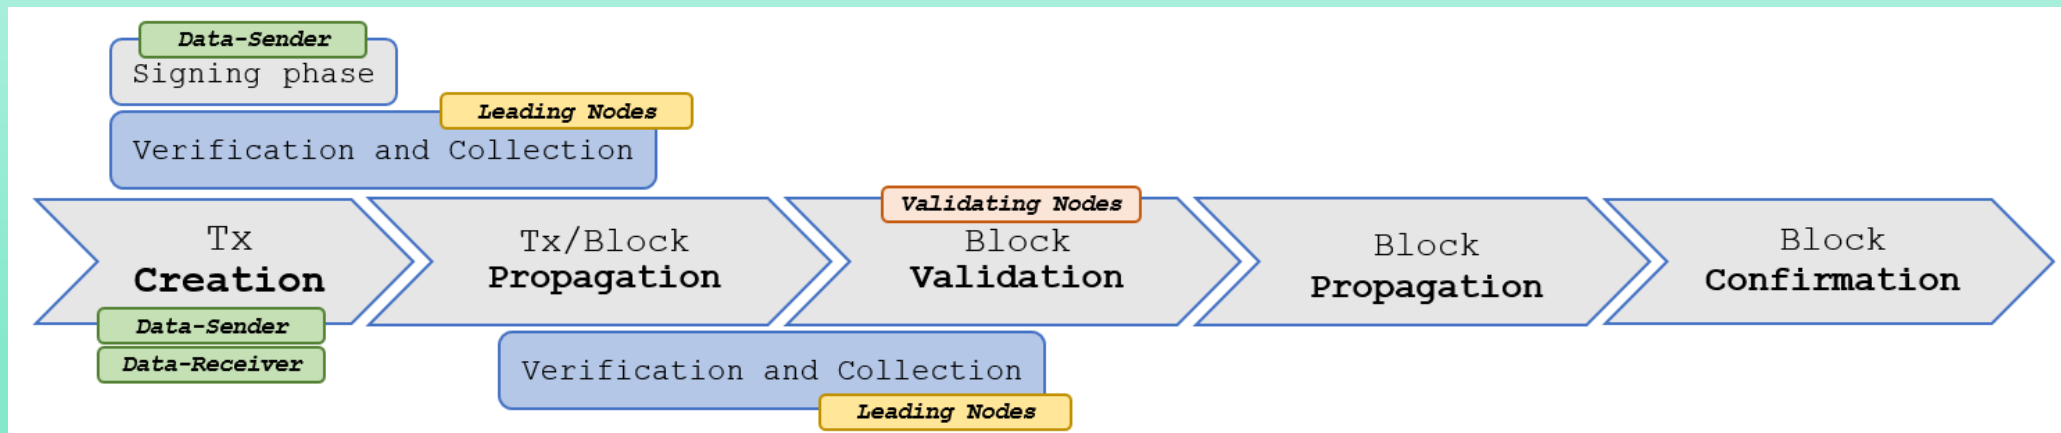 Data-Sender
Signing phase
Leading Nodes
Verification and Collection
Tx
Creation
Data-Sender
Data-Receiver
Tx/Block
Propagation
Validating Nodes
Block
Validation
Block
Propagation
Block
Confirmation
Verification and Collection
Leading Nodes